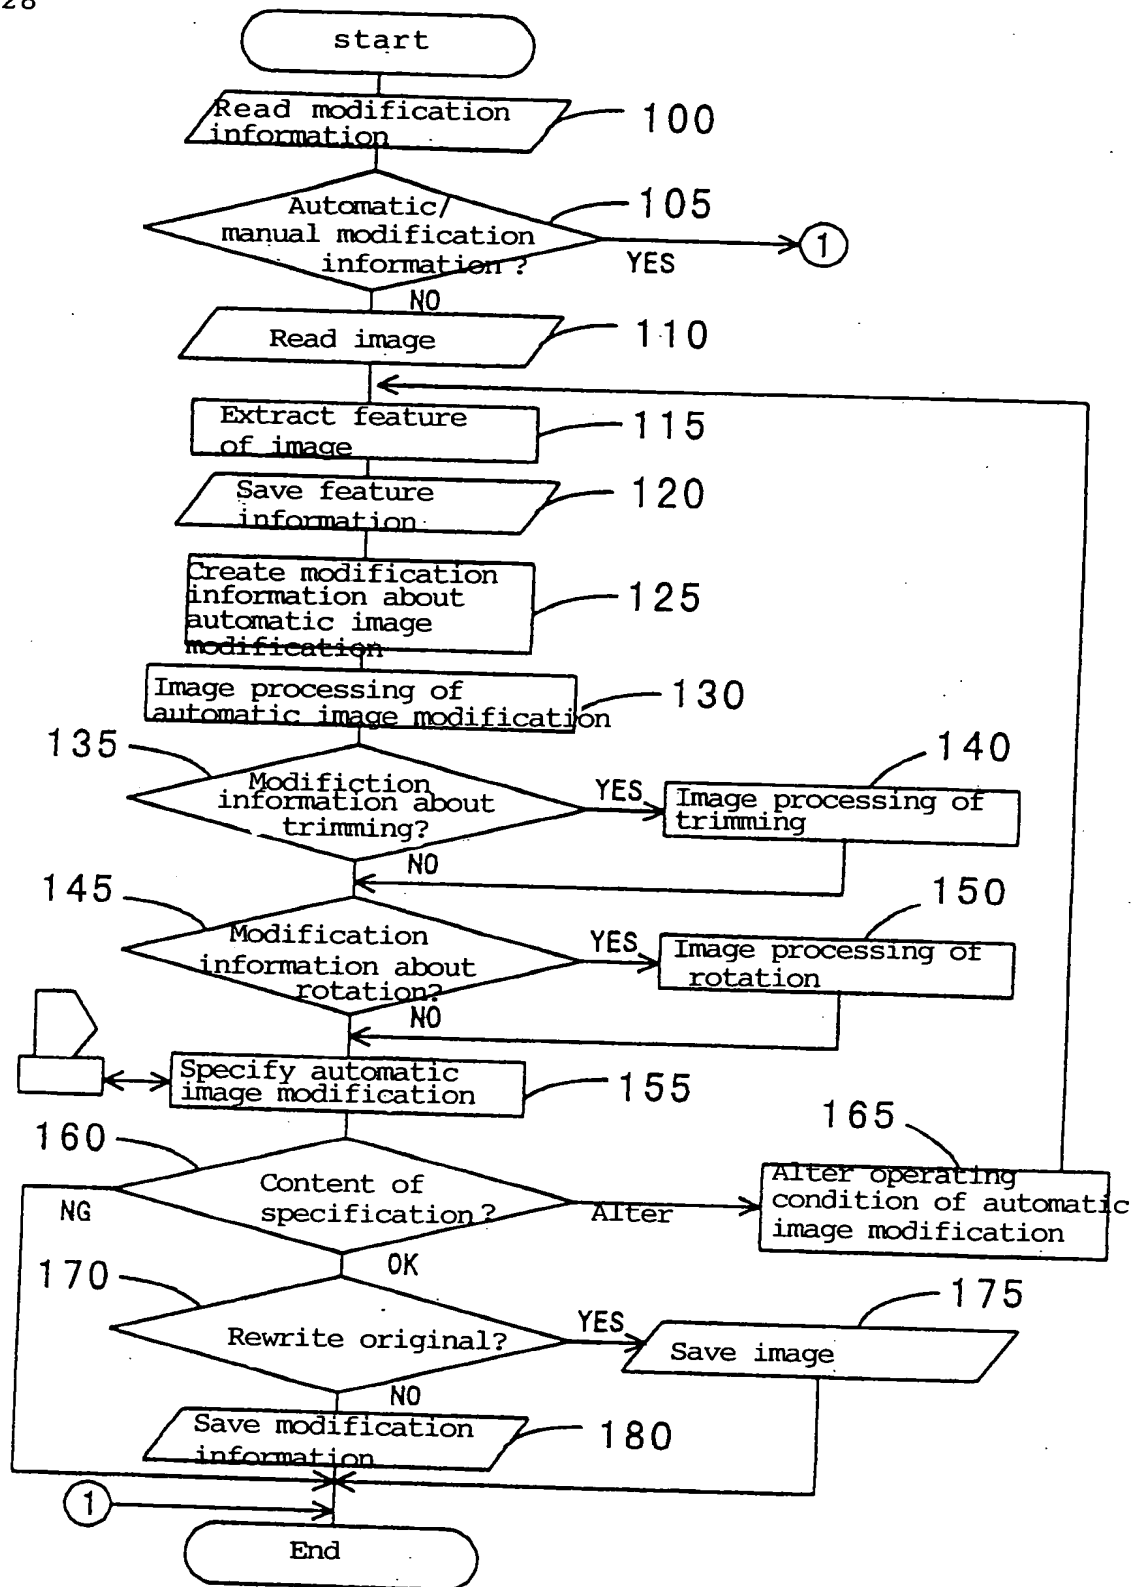 28
start
Read modification
information
100
Automatic/
manual modification
information?
105
YES
1
NO
Read image
110
Extract feature
of image
115
Save feature
information
120
Create modification
information about
automatic image
modification
125
Image processing of
automatic image modification
130
135
Modifiction
information about
trimming?
YES
Image processing of
trimming
140
NO
145
Modification
information about
rotation?
YES
Image processing of
rotation
150
NO
Specify automatic
image modification
155
160
Content of
specification?
NG
Alter
165
Alter operating
condition of automatic
image modification
OK
170
Rewrite original?
YES
Save image
175
NO
Save modification
information
180
1
End